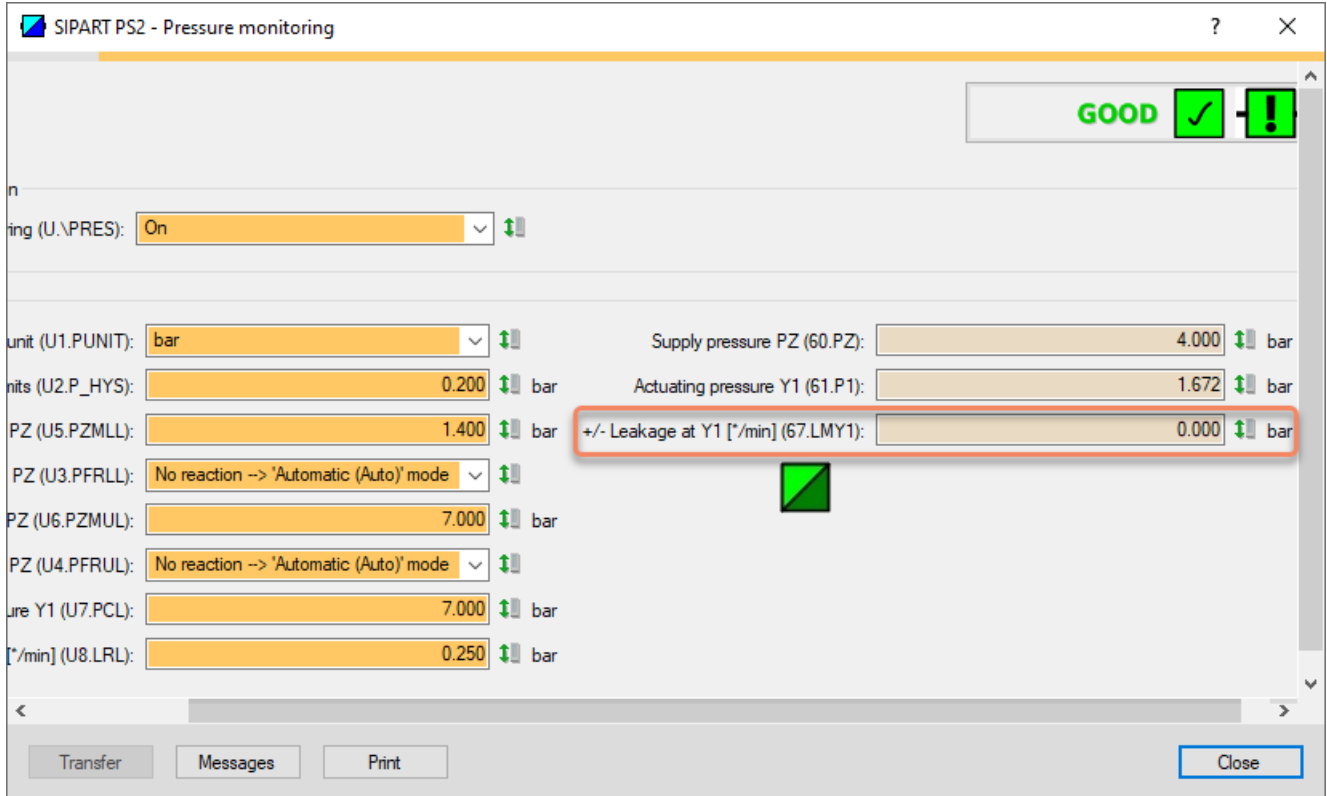 SIPART PS2 - Pressure monitoring ?
GOOD
n
ring (U.\PRES): On
unit (U1.PUNIT): bar Supply pressure PZ (60.PZ): 4.000 bar
mits (U2.P_HYS): 0.200 bar Actuating pressure Y1 (61.P1): 1.672 bar
PZ (U5.PZMLL): 1.400 bar +/- Leakage at Y1 [*/min] (67.LMY1): 0.000 bar
PZ (U3.PFRLL): No reaction --> 'Automatic (Auto)' mode
PZ (U6.PZMUL): 7.000 bar
PZ (U4.PFRUL): No reaction --> 'Automatic (Auto)' mode
ure Y1 (U7.PCL): 7.000 bar
[*/min] (U8.LRL): 0.250 bar
Transfer Messages Print Close